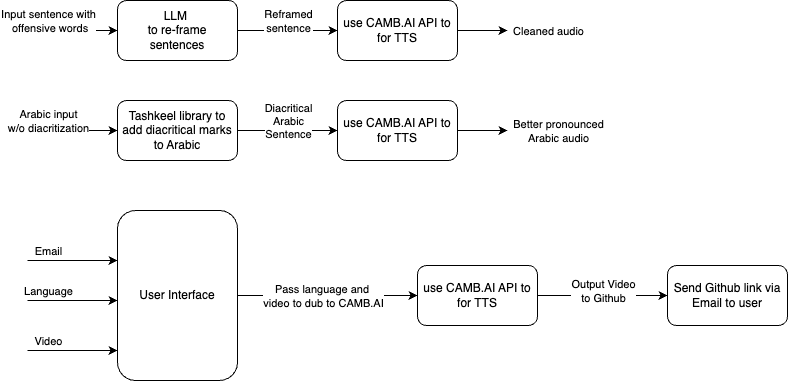 Input sentence with
offensive words
LLM
to re-frame
sentences
Reframed
sentence
use CAMB.AI API to
for TTS
Cleaned audio
Arabic input
w/o diacritization
Tashkeel library to
add diacritical marks
to Arabic
Diacritical
Arabic
Sentence
use CAMB.AI API to
for TTS
Better pronounced
Arabic audio
Email
Language
Video
User Interface
Pass language and
video to dub to CAMB.AI
use CAMB.AI API to
for TTS
Output Video
to Github
Send Github link via
Email to user